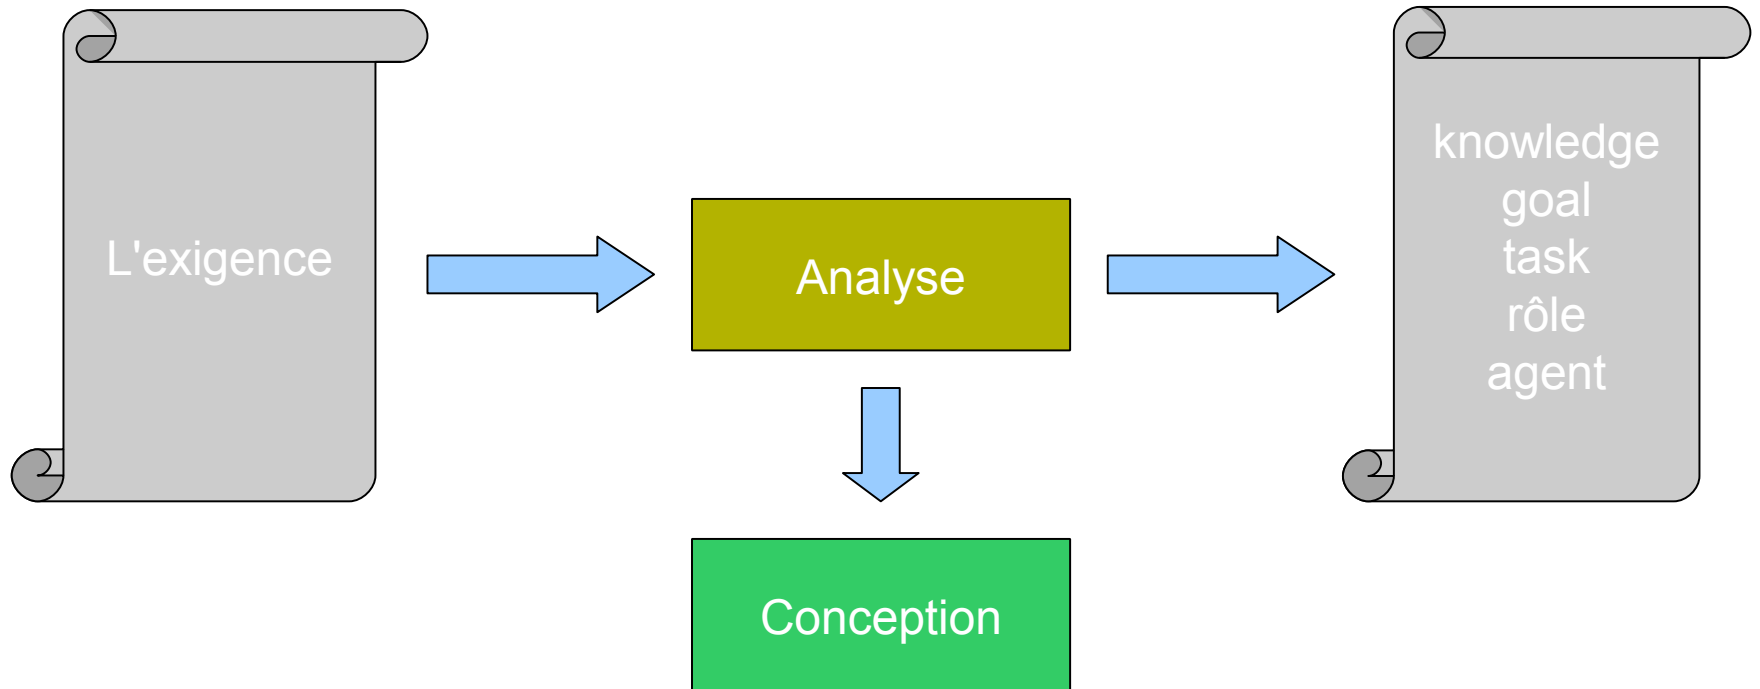 L'exigence
Analyse
knowledge
goal
task
rôle
agent
Conception